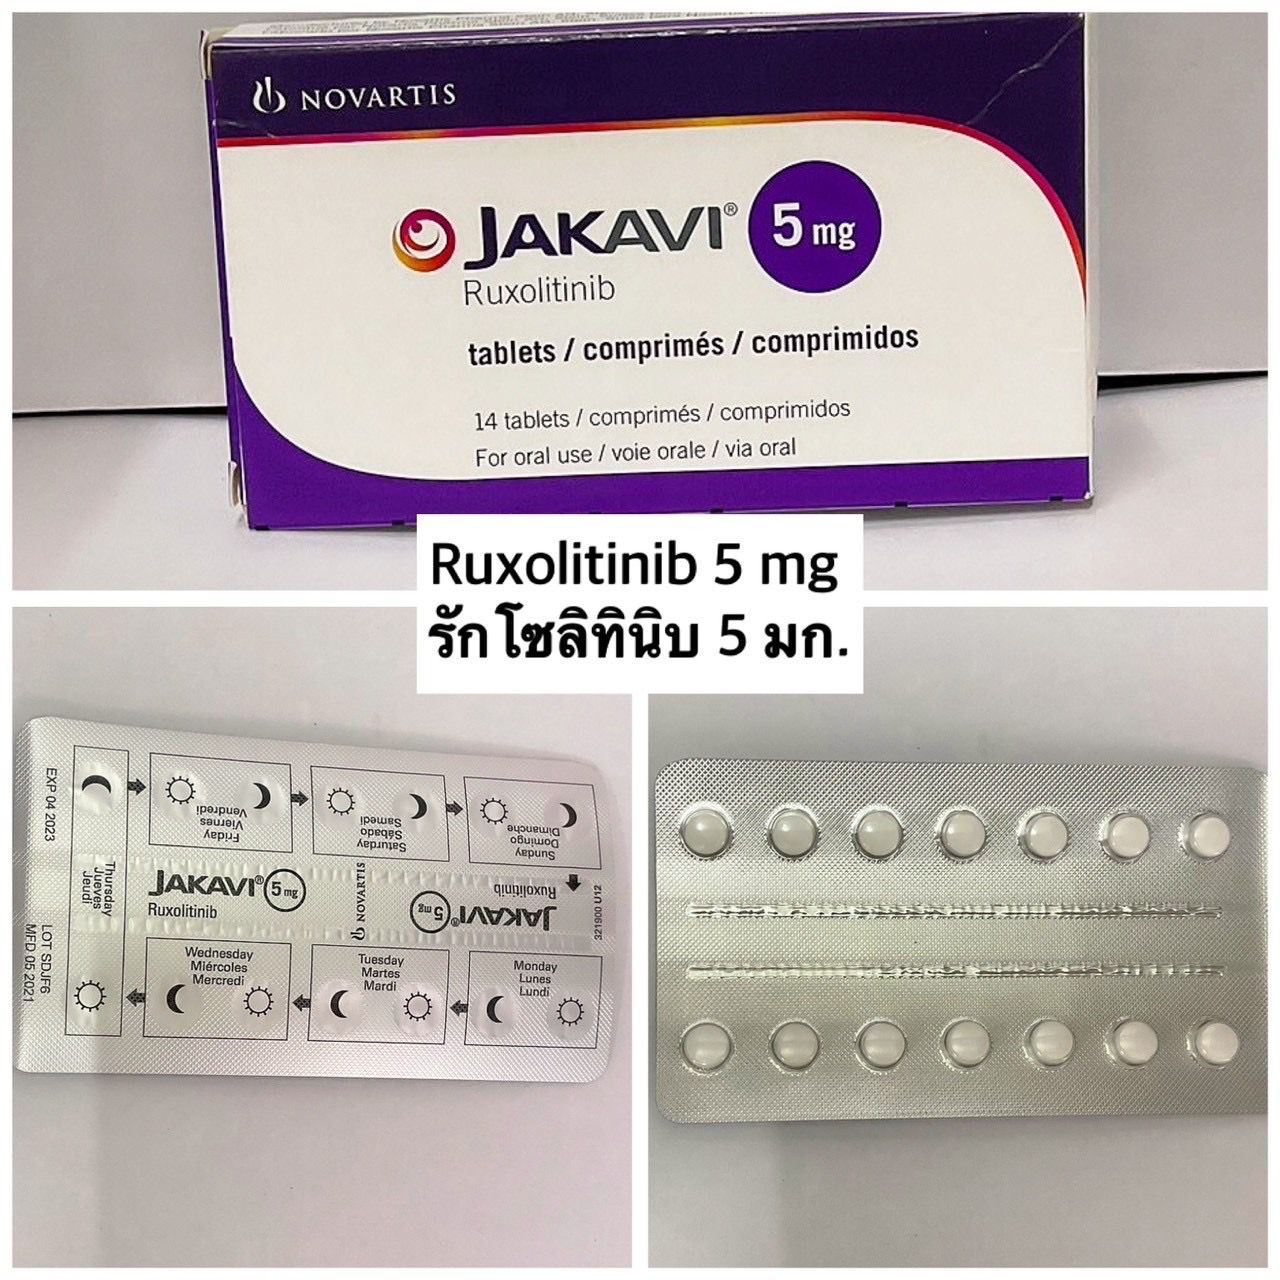 NOVARTIS
JAKAVI® 5 mg
Ruxolitinib
tablets / comprimés / comprimidos
14 tablets / comprimés / comprimidos
For oral use / voie orale / via oral
Ruxolitinib 5 mg
รักโซลิทินิบ 5 มก.
EXP 04 2023
LOT SDJF6
MFD 05 2021
Thursday
Jueves
Jeudi
Friday
Viernes
Vendredi
Saturday
Sábado
Samedi
Sunday
Domingo
Dimanche
JAKAVI® 5 mg
Ruxolitinib
NOVARTIS
JAKAVI® 5 mg
Ruxolitinib
321900 U12
Wednesday
Miércoles
Mercredi
Tuesday
Martes
Mardi
Monday
Lunes
Lundi